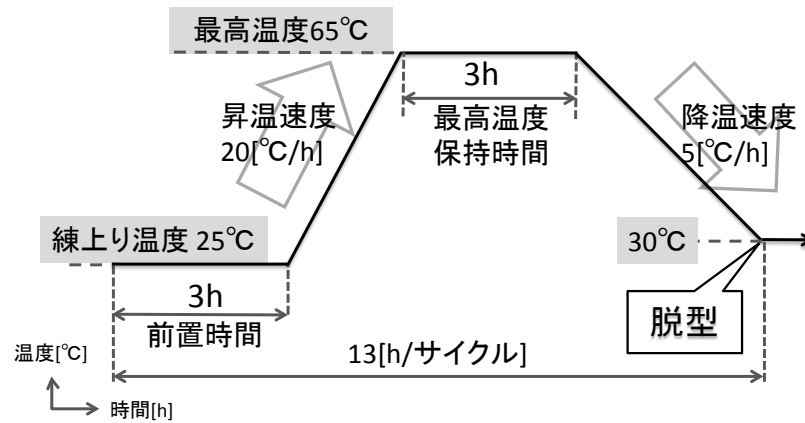 最高温度65℃
3h
最高温度
保持時間
昇温速度
20[℃/h]
降温速度
5[℃/h]
練上り温度 25℃
30℃
3h
前置時間
脱型
13[h/サイクル]
温度[℃]
時間[h]